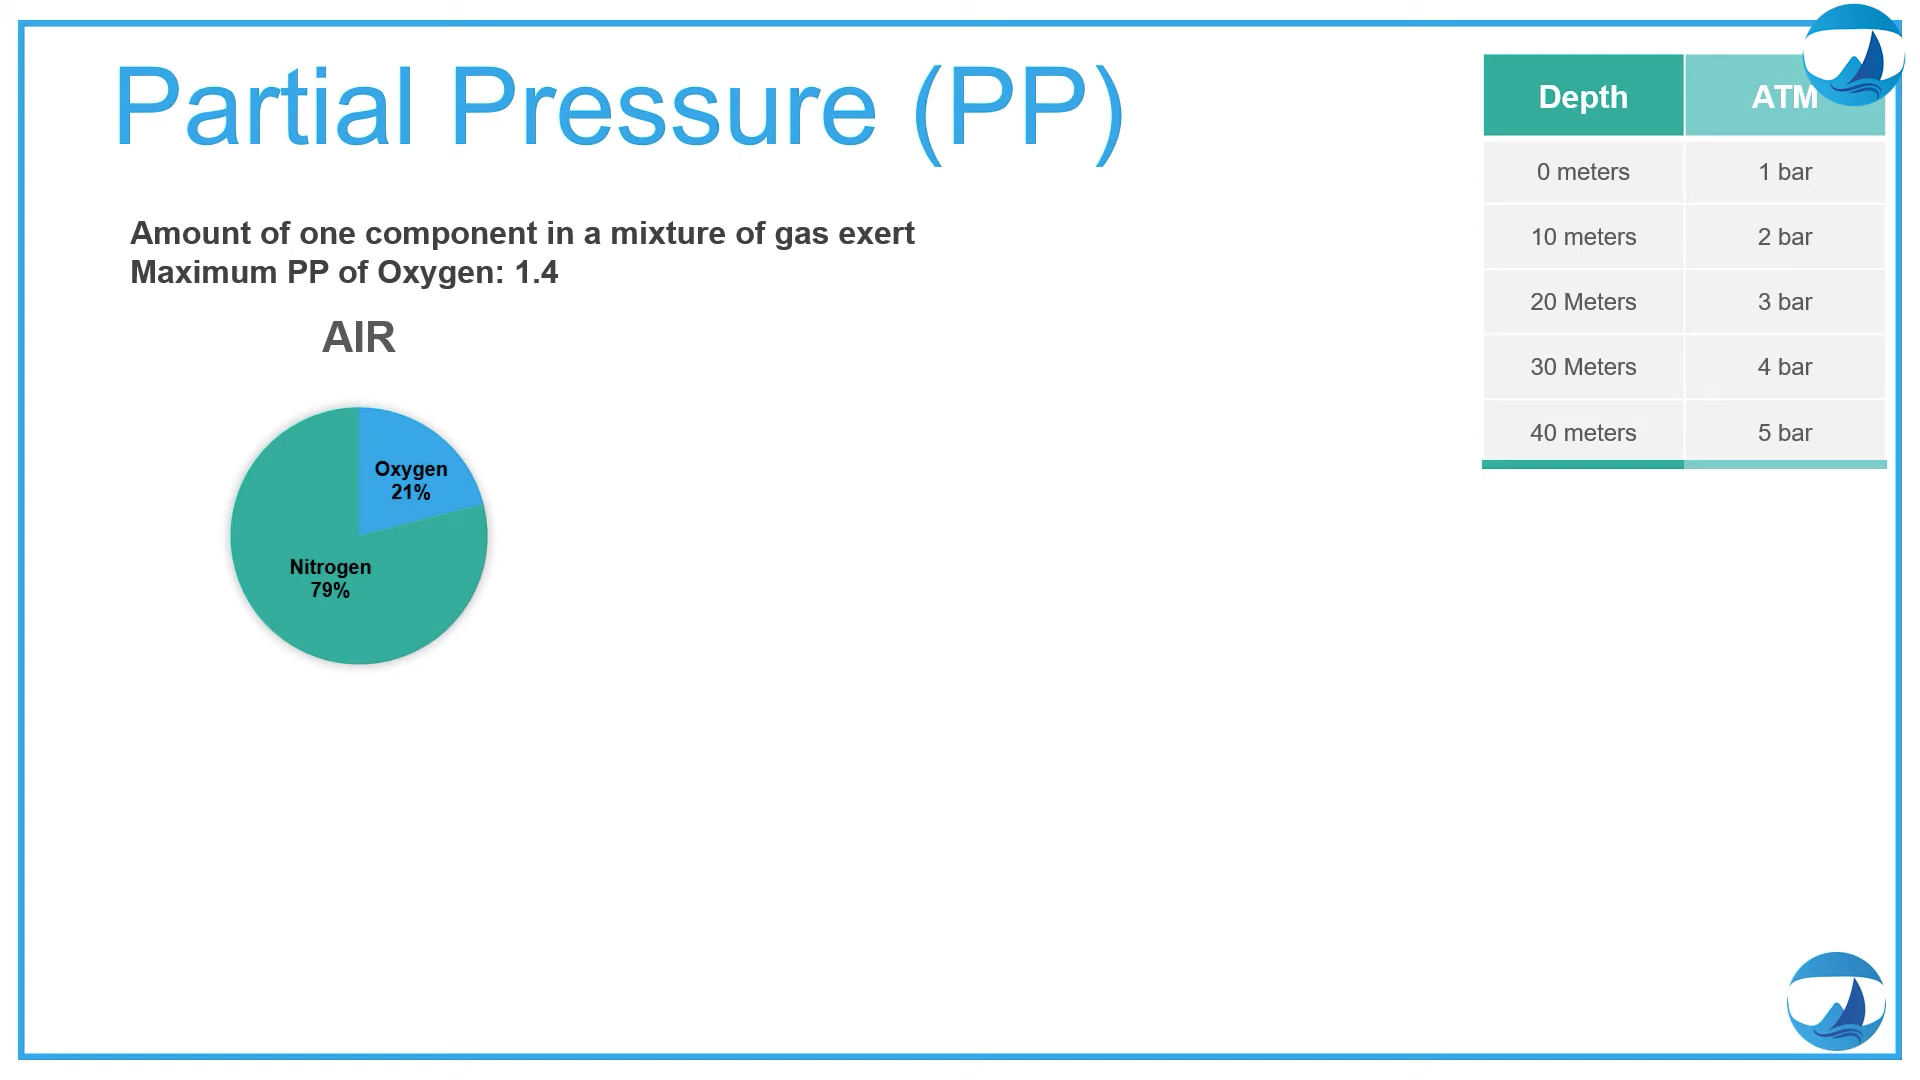 Partial Pressure (PP)
Amount of one component in a mixture of gas exert
Maximum PP of Oxygen: 1.4
AIR
Oxygen
21%
Nitrogen
79%
Depth ATM
0 meters 1 bar
10 meters 2 bar
20 Meters 3 bar
30 Meters 4 bar
40 meters 5 bar